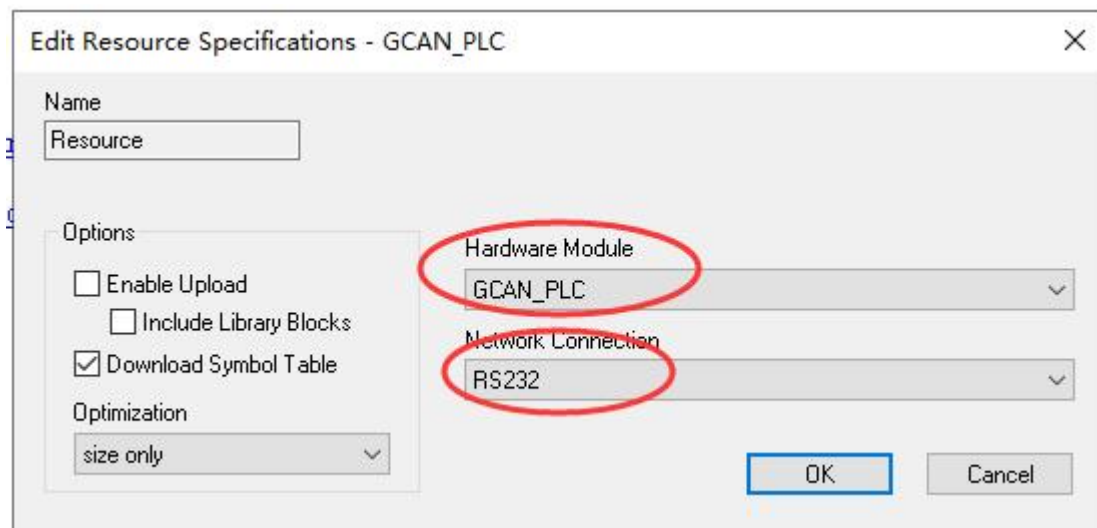 Edit Resource Specifications - GCAN_PLC
Name
Resource
Options
Enable Upload
Include Library Blocks
Download Symbol Table
Optimization
size only
Hardware Module
GCAN_PLC
Network Connection
RS232
OK
Cancel